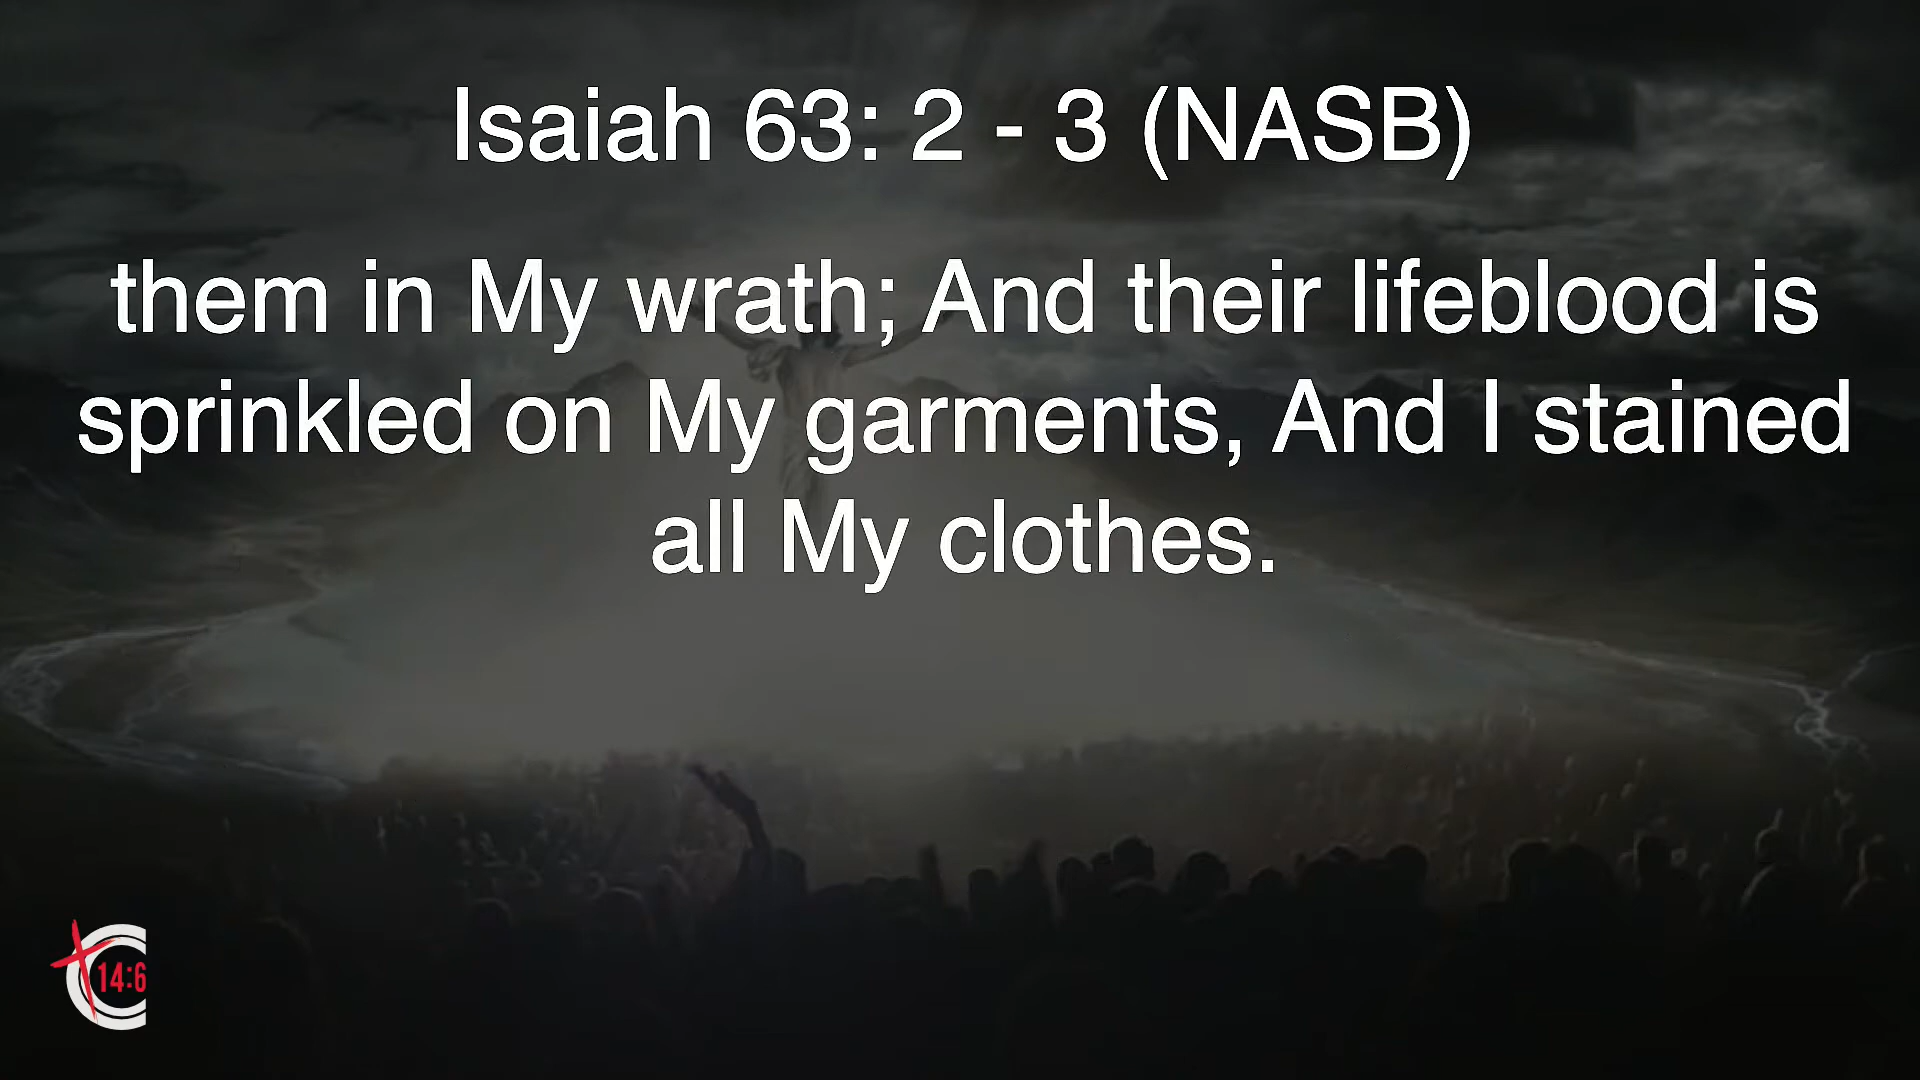 Isaiah 63: 2 - 3 (NASB)
them in My wrath; And their lifeblood is
sprinkled on My garments, And I stained
all My clothes.
14:6